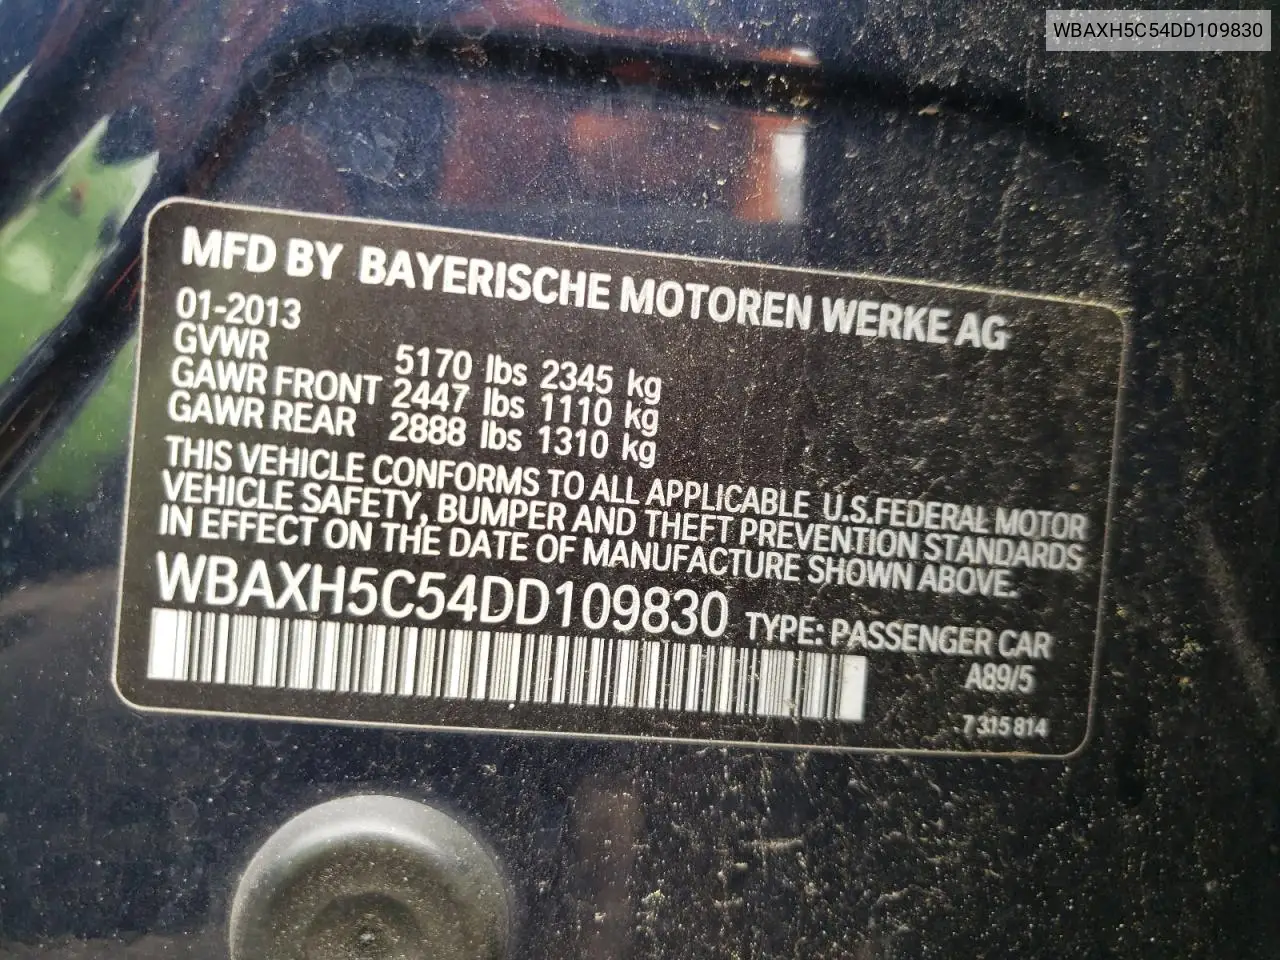 WBAXH5C54DD109830
MFD BY BAYERISCHE MOTOREN WERKE AG
01-2013
GVWR 5170 lbs 2345 kg
GAWR FRONT 2447 lbs 1110 kg
GAWR REAR 2888 lbs 1310 kg
THIS VEHICLE CONFORMS TO ALL APPLICABLE U.S.FEDERAL MOTOR
VEHICLE SAFETY, BUMPER AND THEFT PREVENTION STANDARDS
IN EFFECT ON THE DATE OF MANUFACTURE SHOWN ABOVE.
WBAXH5C54DD109830 TYPE: PASSENGER CAR
A89/5
7 315 814